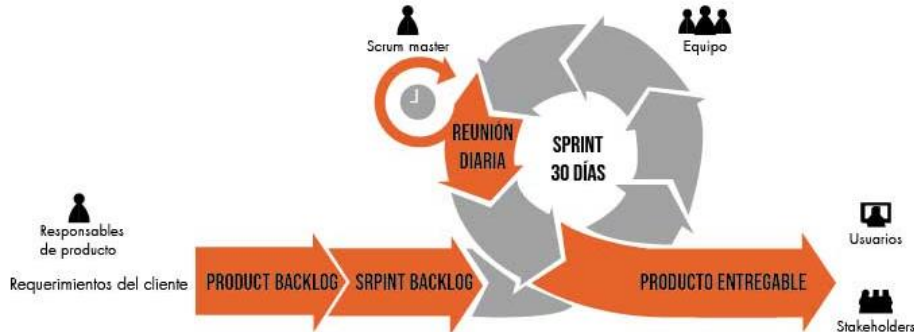 Scrum master
Equipo
REUNIÓN
DIARIA
SPRINT
30 DÍAS
Responsables
de producto
Requerimientos del cliente
PRODUCT BACKLOG
SRPINT BACKLOG
PRODUCTO ENTREGABLE
Usuarios
Stakeholders